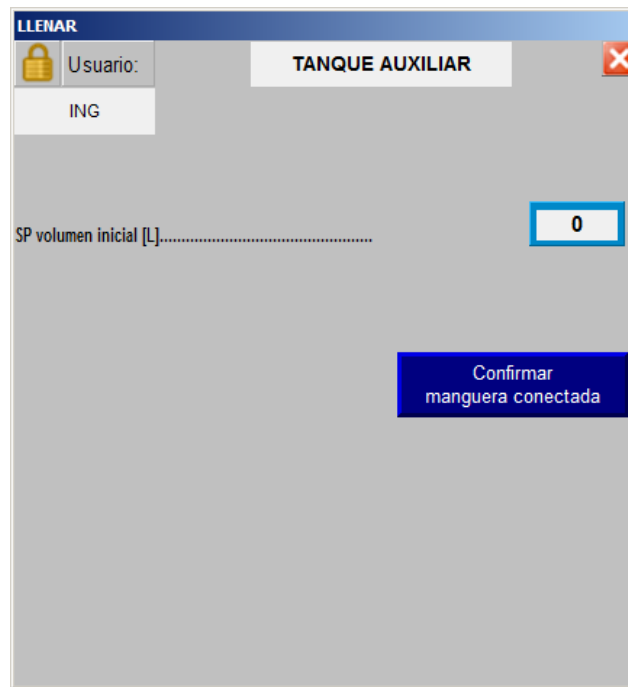 LLENAR
Usuario:
TANQUE AUXILIAR
ING
SP volumen inicial [L]................................................
0
Confirmar
manguera conectada